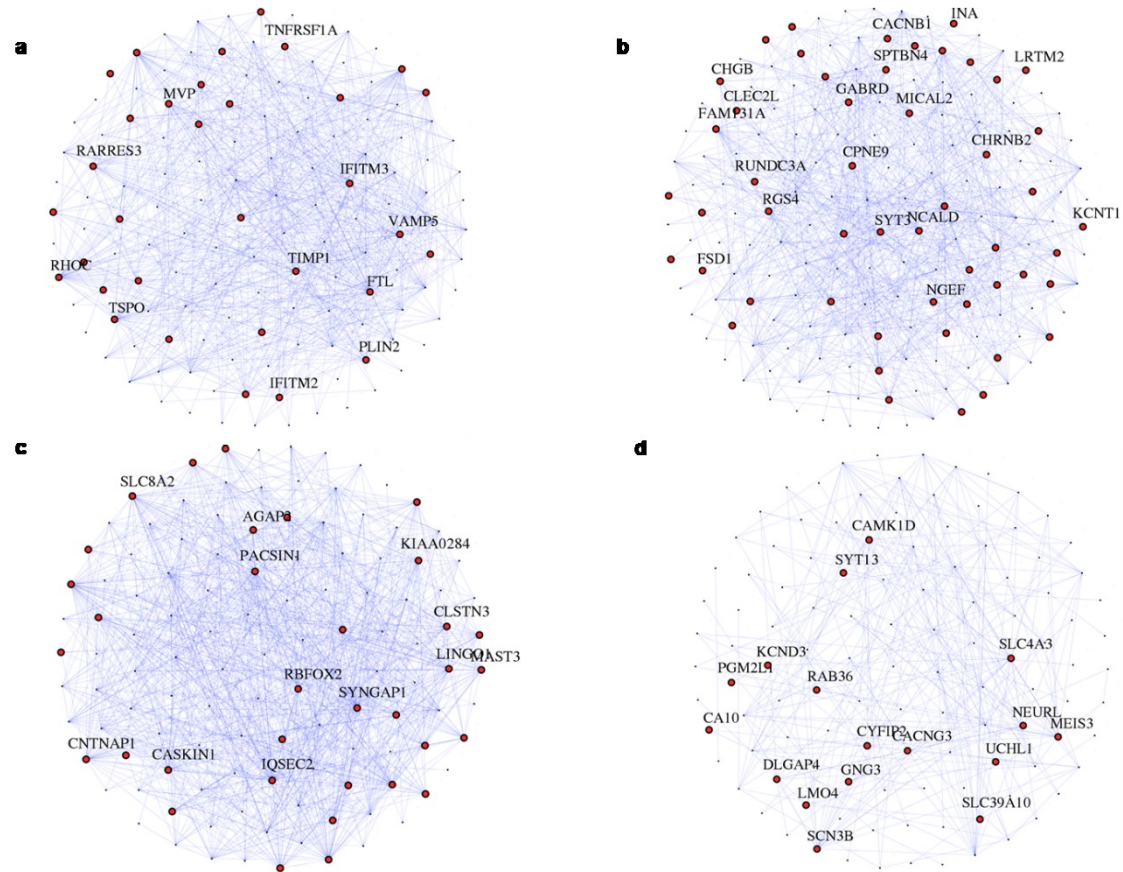 a
TNFRSF1A
MVP
RARRES3
IFITM3
VAMP5
RHOC
TIMP1
FTL
TSPO
PLIN2
IFITM2
b
INA
CACNB1
SPTBN4
LRTM2
CHGB
CLEC2L
GABRD
MICAL2
FAM131A
CHRNB2
CPNE9
RUNDC3A
RGS4
SYT3
NCALD
KCNT1
FSD1
NGEF
c
SLC8A2
AGAP2
KIAA0284
PACSIN1
CLSTN3
LINGO1
MAST3
RBFOX2
SYNGAP1
CNTNAP1
CASKIN1
IQSEC2
d
CAMK1D
SYT13
SLC4A3
KCND3
PGM2L1
RAB36
CA10
NEURL
MEIS3
CYFIP2
CACNG3
UCHL1
DLGAP4
GNG3
LMO4
SLC39A10
SCN3B